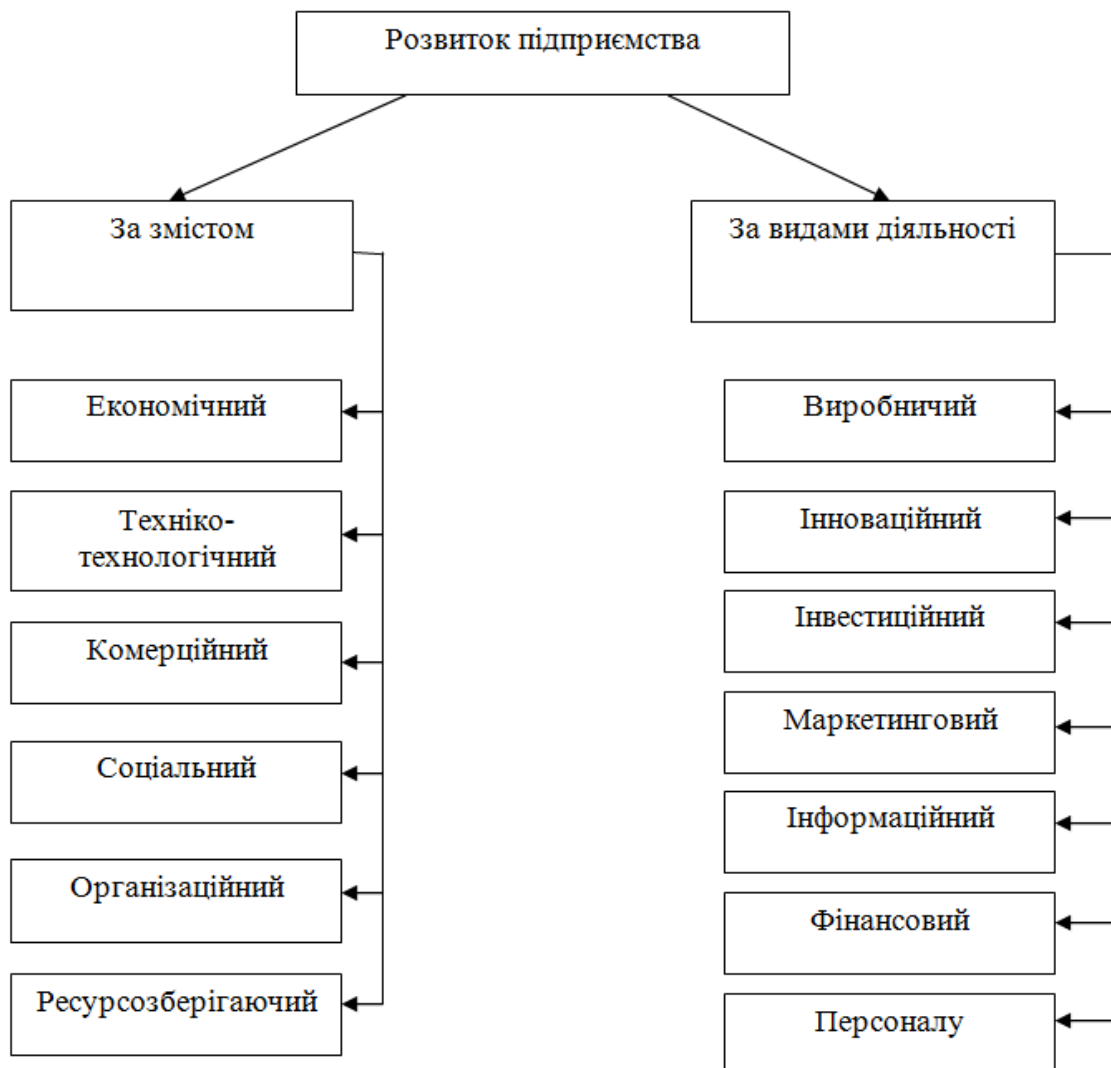 Розвиток підприємства
За змістом
Економічний
Техніко-
технологічний
Комерційний
Соціальний
Організаційний
Ресурсозберігаючий
За видами діяльності
Виробничий
Інноваційний
Інвестиційний
Маркетинговий
Інформаційний
Фінансовий
Персоналу